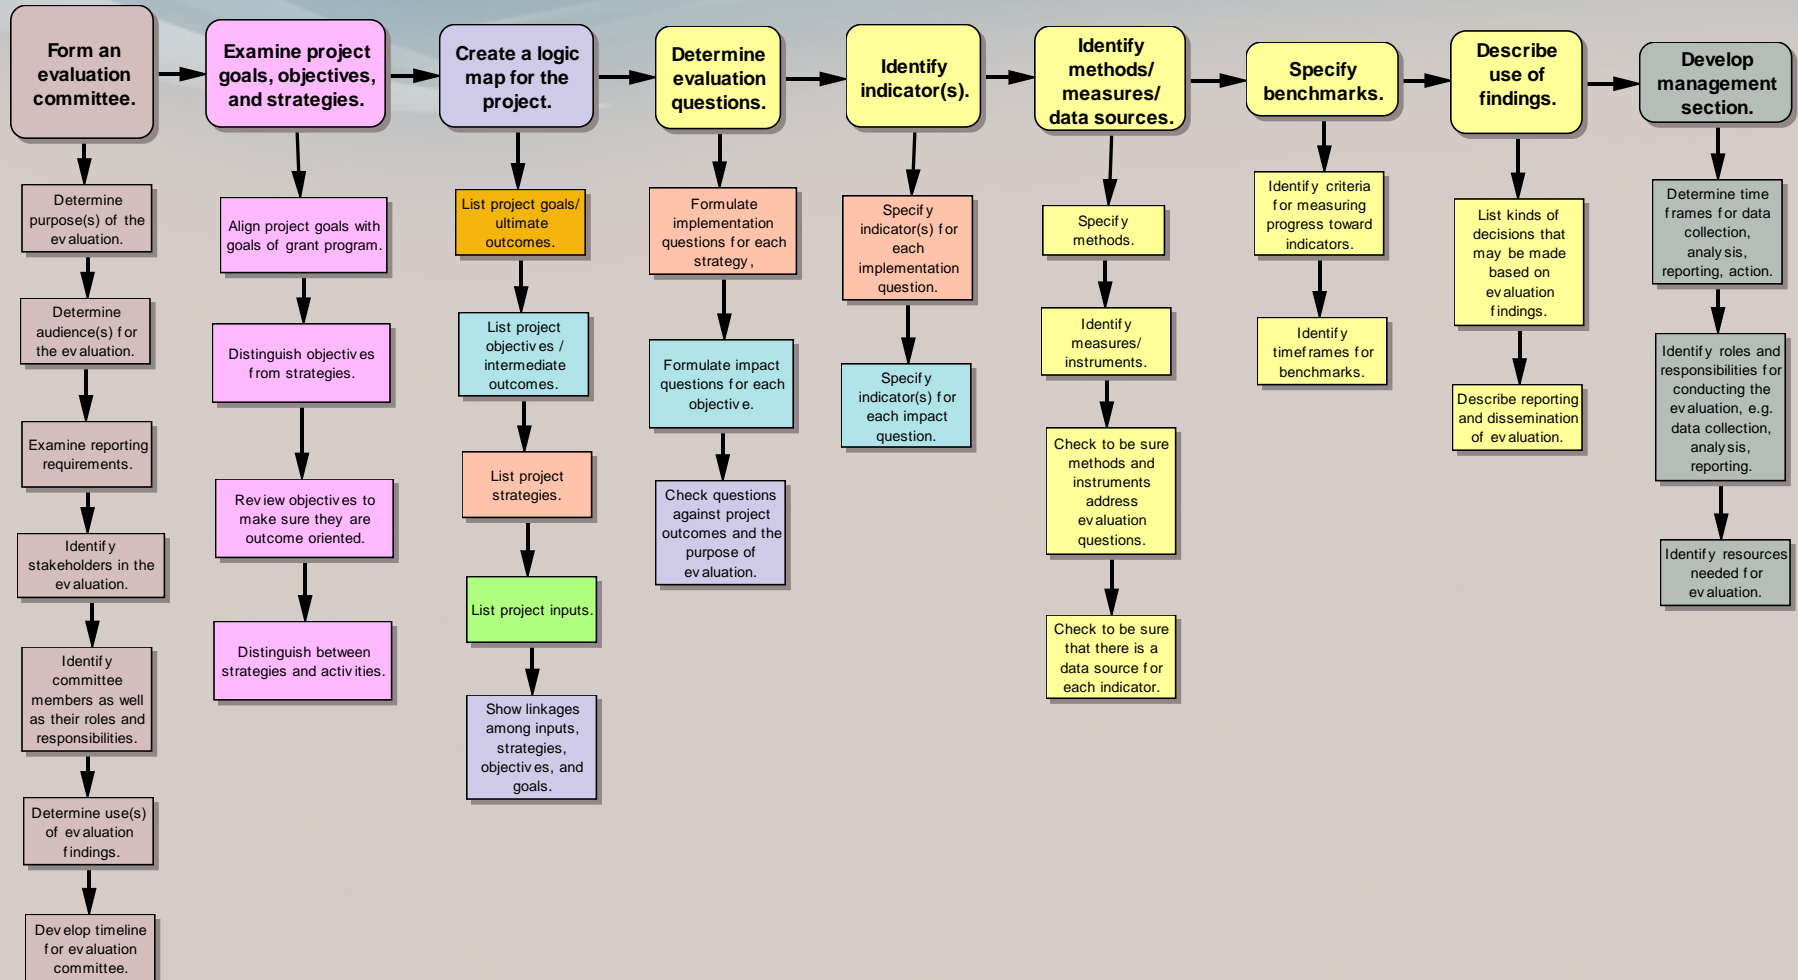 Form an
evaluation
committee.
Examine project
goals, objectives,
and strategies.
Create a logic
map for the
project.
Determine
evaluation
questions.
Identify
indicator(s).
Identify
methods/
measures/
data sources.
Specify
benchmarks.
Describe
use of
findings.
Develop
management
section.
Determine
purpose(s) of the
evaluation.
Determine
audience(s) for
the evaluation.
Examine reporting
requirements.
Identify
stakeholders in the
evaluation.
Identify
committee
members as well
as their roles and
responsibilities.
Determine use(s)
of evaluation
findings.
Develop timeline
for evaluation
committee.
Align project goals with
goals of grant program.
Distinguish objectives
from strategies.
Review objectives to
make sure they are
outcome oriented.
Distinguish between
strategies and activities.
List project goals/
ultimate
outcomes.
List project
objectives /
intermediate
outcomes.
List project
strategies.
List project inputs.
Show linkages
among inputs,
strategies,
objectives, and
goals.
Formulate
implementation
questions for each
strategy,
Formulate impact
questions for each
objective.
Check questions
against project
outcomes and the
purpose of
evaluation.
Specify
indicator(s) for
each
implementation
question.
Specify
indicator(s) for
each impact
question.
Specify
methods.
Identify
measures/
instruments.
Check to be sure
methods and
instruments
address
evaluation
questions.
Check to be sure
that there is a
data source for
each indicator.
Identify criteria
for measuring
progress toward
indicators.
Identify
timeframes for
benchmarks.
List kinds of
decisions that
may be made
based on
evaluation
findings.
Describe reporting
and dissemination
of evaluation.
Determine time
frames for data
collection,
analysis,
reporting, action.
Identify roles and
responsibilities for
conducting the
evaluation, e.g.
data collection,
analysis,
reporting.
Identify resources
needed for
evaluation.